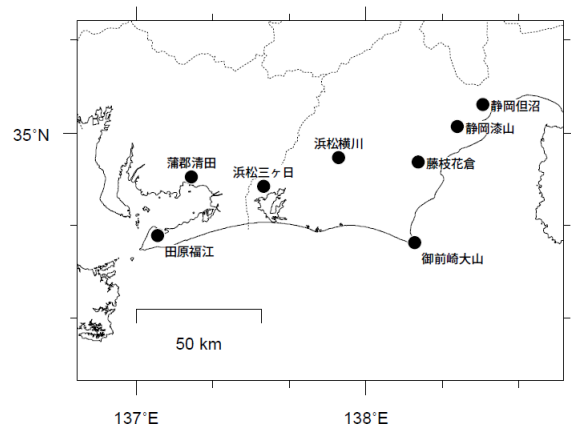 静岡但沼
35°N
静岡漆山
浜松横川
蒲郡清田
藤枝花倉
浜松三ヶ日
田原福江
御前崎大山
50 km
137°E
138°E